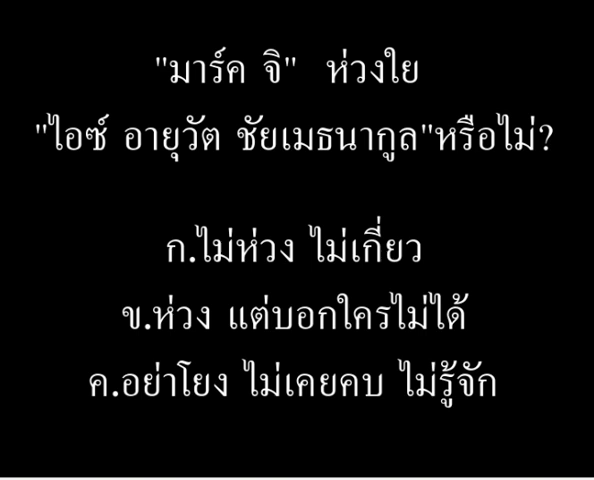 "มาร์ค จิ" ห่วงใย
"ไอซ์ อายุวัต ชัยเมธนากูล"หรือไม่?
ก.ไม่ห่วง ไม่เกี่ยว
ข.ห่วง แต่บอกใครไม่ได้
ค.อย่าโยง ไม่เคยคบ ไม่รู้จัก